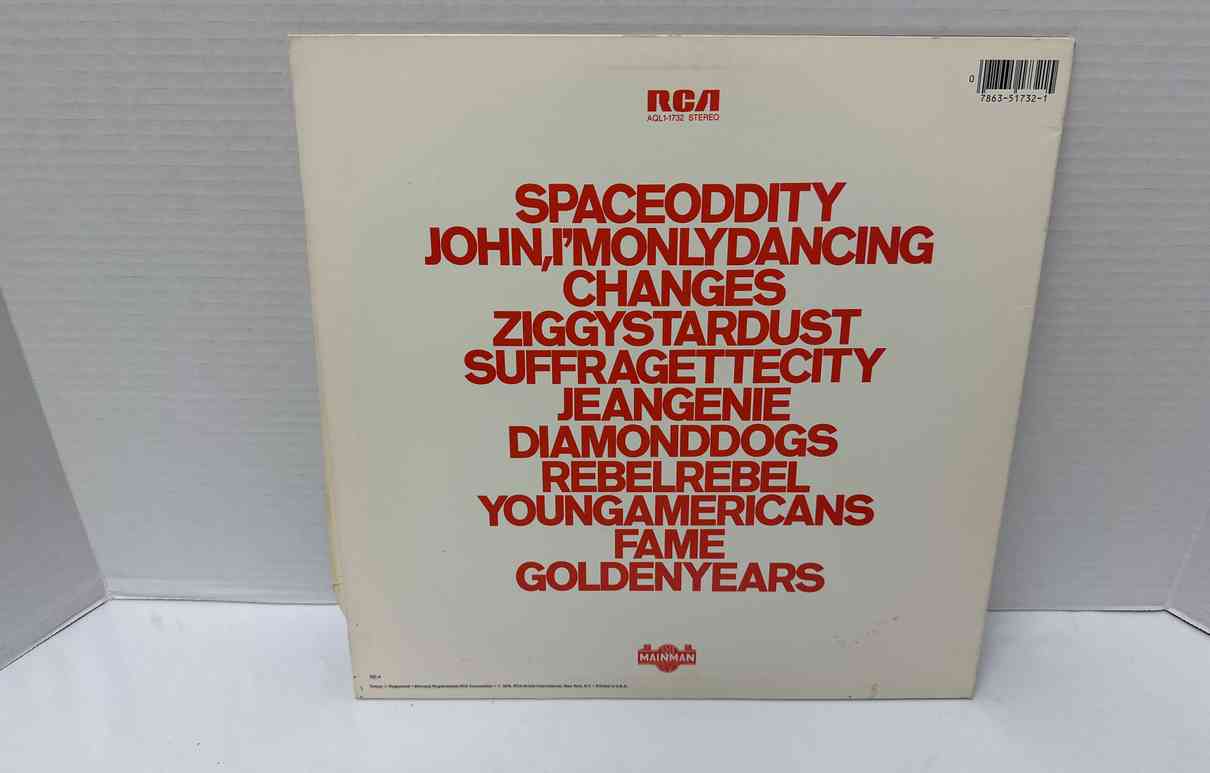 RCA
AQL1-1732 STEREO
0
7863-51732-1
SPACEODDITY
JOHN,I'MONLYDANCING
CHANGES
ZIGGYSTARDUST
SUFFRAGETTECITY
JEANGENIE
DIAMONDDOGS
REBELREBEL
YOUNGAMERICANS
FAME
GOLDENYEARS
MAINMAN